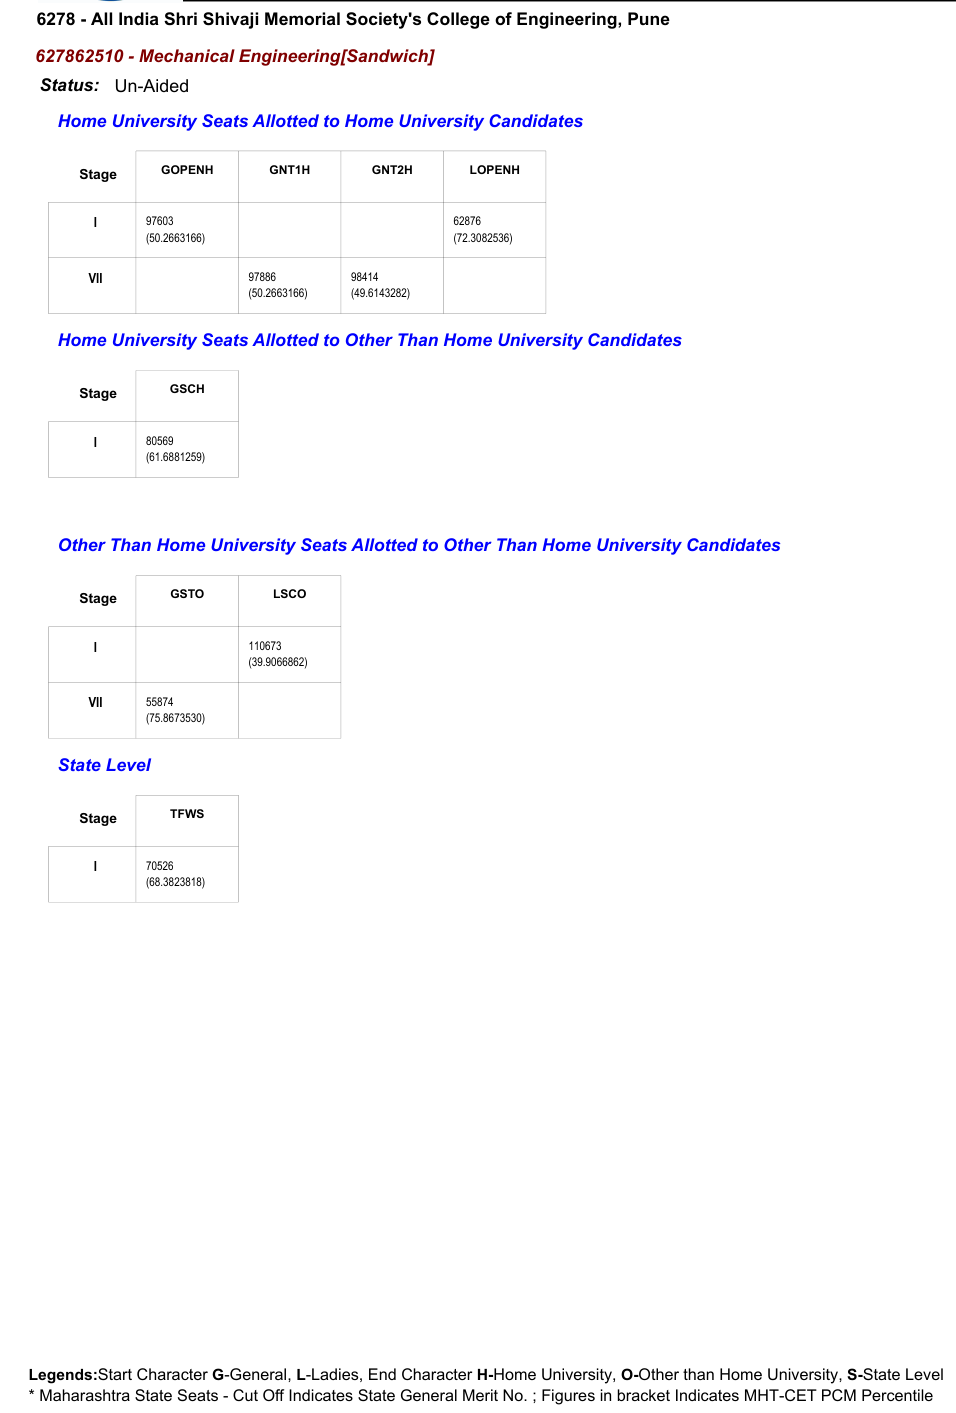 6278 - All India Shri Shivaji Memorial Society's College of Engineering, Pune
627862510 - Mechanical Engineering[Sandwich]
Status: Un-Aided
Home University Seats Allotted to Home University Candidates
Stage GOPENH GNT1H GNT2H LOPENH
I 97603 62876
(50.2663166) (72.3082536)
VII 97886 98414
(50.2663166) (49.6143282)
Home University Seats Allotted to Other Than Home University Candidates
Stage GSCH
I 80569
(61.6881259)
Other Than Home University Seats Allotted to Other Than Home University Candidates
Stage GSTO LSCO
I 110673
(39.9066862)
VII 55874
(75.8673530)
State Level
Stage TFWS
I 70526
(68.3823818)
Legends:Start Character G-General, L-Ladies, End Character H-Home University, O-Other than Home University, S-State Level
* Maharashtra State Seats - Cut Off Indicates State General Merit No. ; Figures in bracket Indicates MHT-CET PCM Percentile